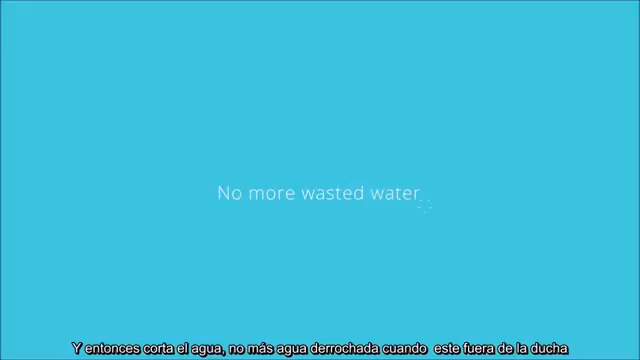 No more wasted water
Y entonces corta el agua, no más agua derrochada cuando  este fuera de la ducha